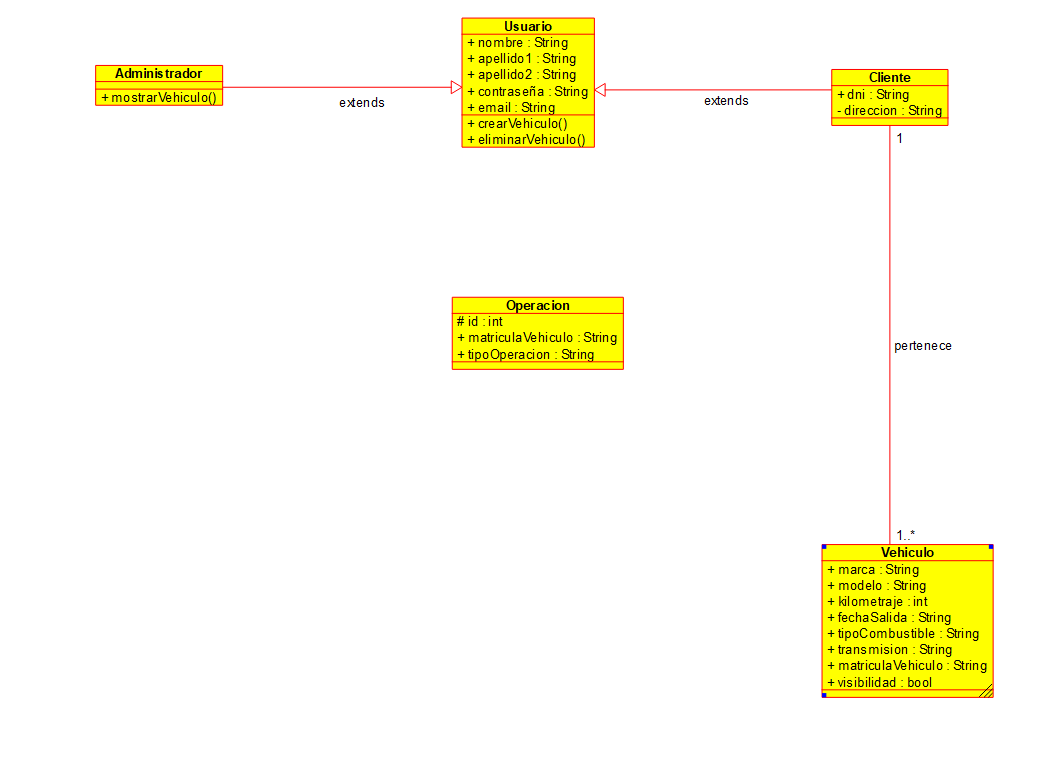 Usuario
+ nombre : String
+ apellido1 : String
+ apellido2 : String
+ contraseña : String
+ email : String
+ crearVehiculo()
+ eliminarVehiculo()
Administrador
+ mostrarVehiculo()
extends
extends
Cliente
+ dni : String
- direccion : String
1
Operacion
# id : int
+ matriculaVehiculo : String
+ tipoOperacion : String
pertenece
1..*
Vehiculo
+ marca : String
+ modelo : String
+ kilometraje : int
+ fechaSalida : String
+ tipoCombustible : String
+ transmision : String
+ matriculaVehiculo : String
+ visibilidad : bool